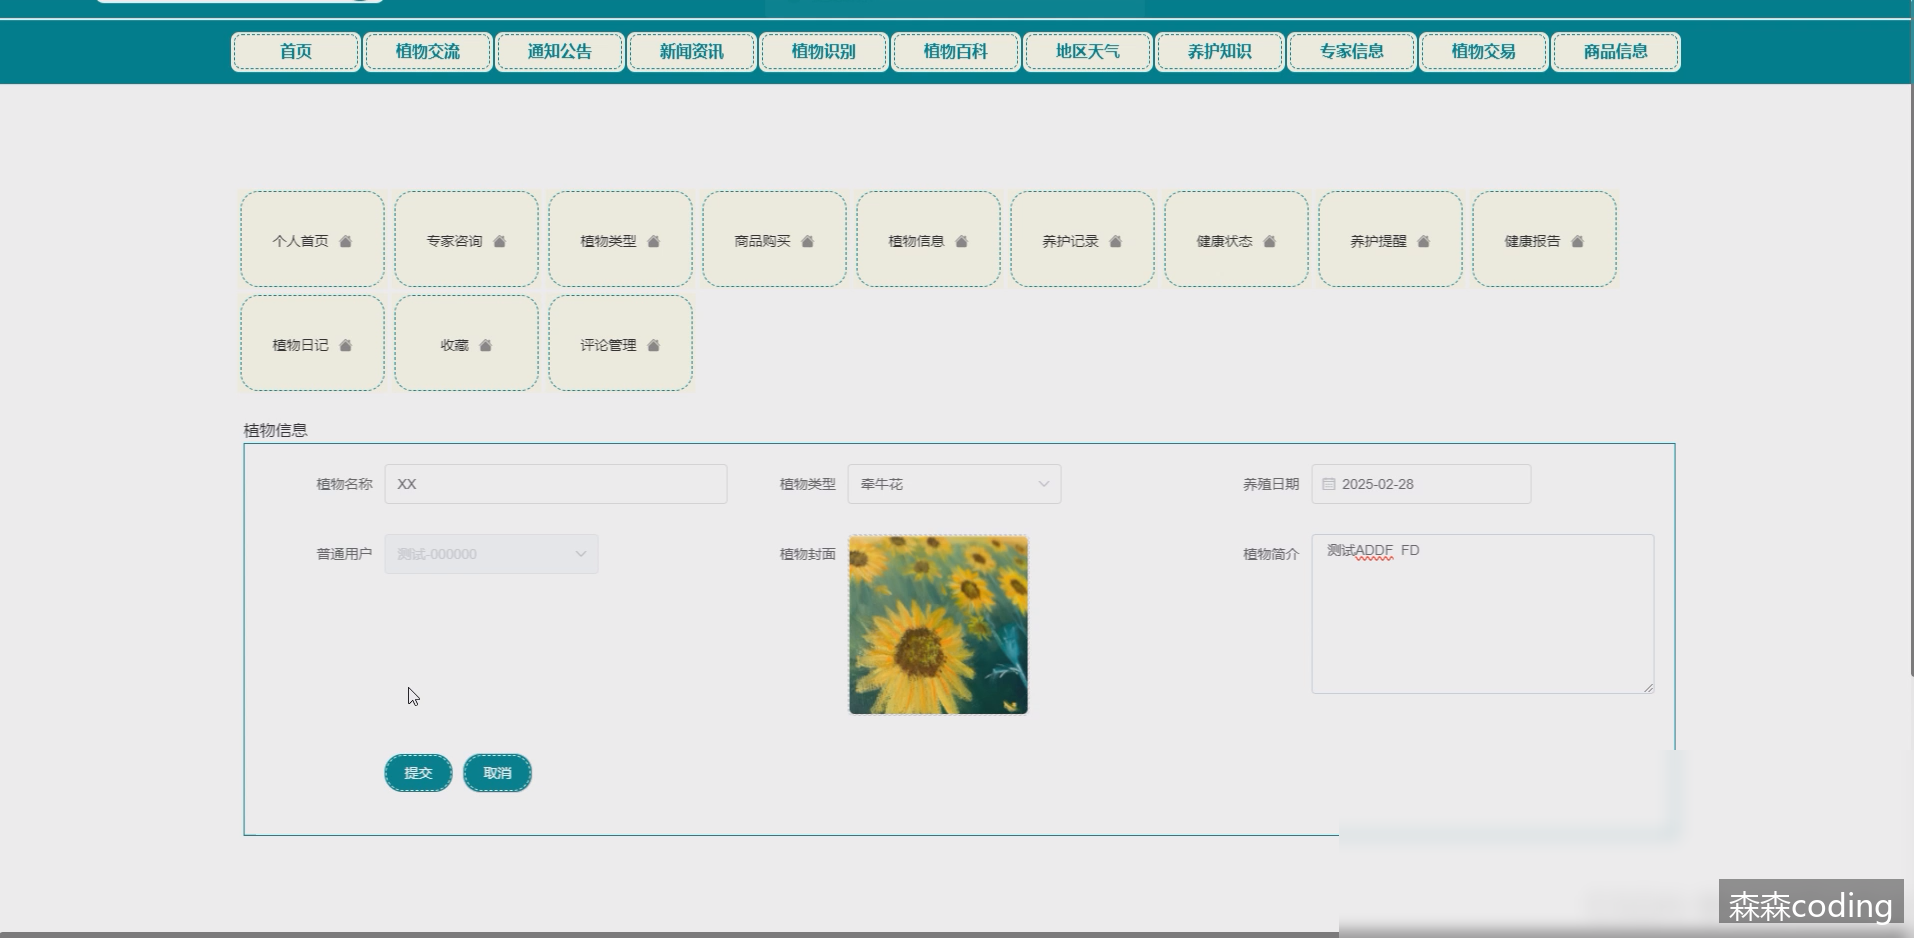 首页 植物交流 通知公告 新闻资讯 植物识别 植物百科 地区天气 养护知识 专家信息 植物交易 商品信息
个人首页 专家咨询 植物类型 商品购买 植物信息 养护记录 健康状态 养护提醒 健康报告
植物日记 收藏 评论管理
植物信息
植物名称 XX 植物类型 牵牛花 养殖日期 2025-02-28
普通用户 测试-000000 植物封面 植物简介 测试ADDF FD
提交 取消
森森coding